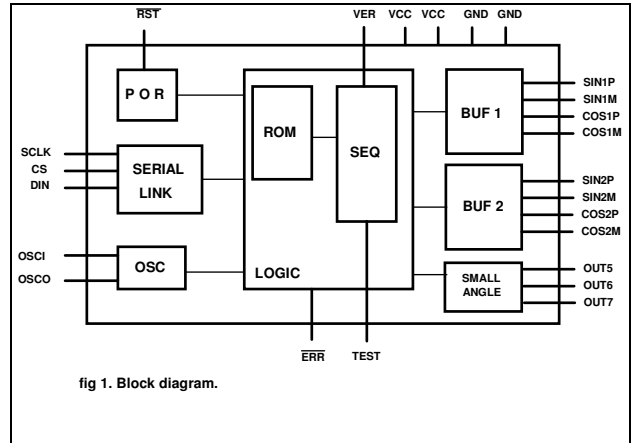 RST VER VCC VCC GND GND
P O R
ROM
SEQ
BUF 1
SIN1P
SIN1M
COS1P
COS1M
SCLK
CS
DIN
SERIAL
LINK
BUF 2
SIN2P
SIN2M
COS2P
COS2M
OSCI
OSCO
OSC
LOGIC
SMALL
ANGLE
OUT5
OUT6
OUT7
ERR TEST
fig 1. Block diagram.